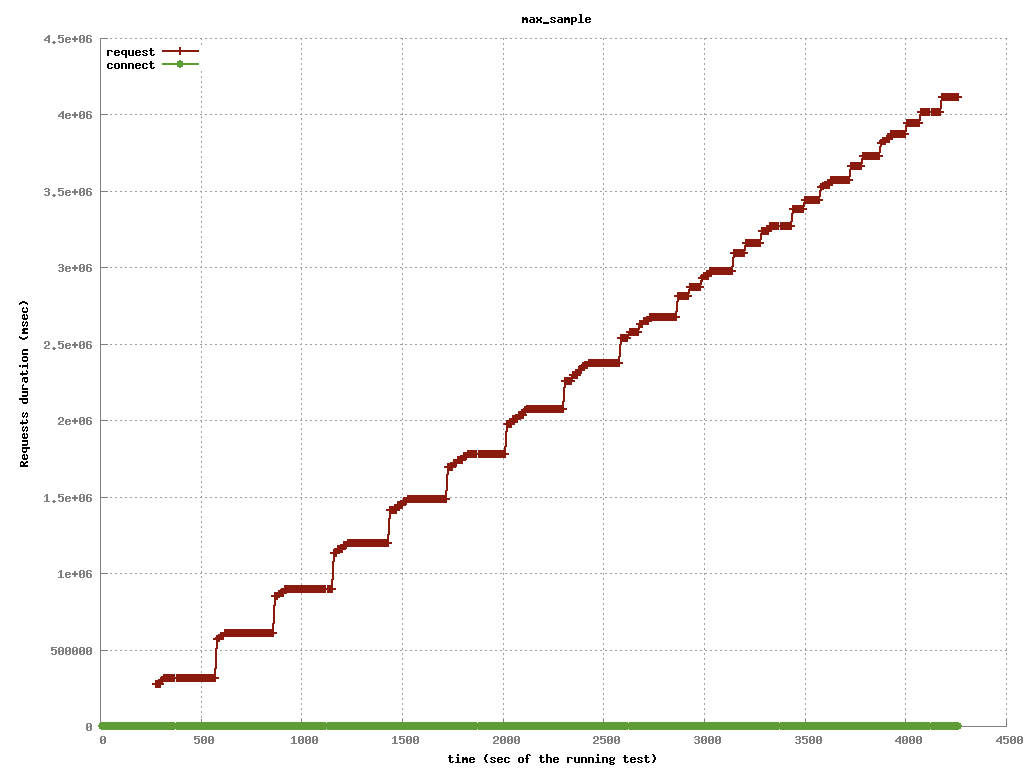 max_sample
4.5e+06
request
connect
4e+06
3.5e+06
3e+06
2.5e+06
2e+06
1.5e+06
1e+06
500000
0
Requests duration (msec)
0 500 1000 1500 2000 2500 3000 3500 4000 4500
time (sec of the running test)